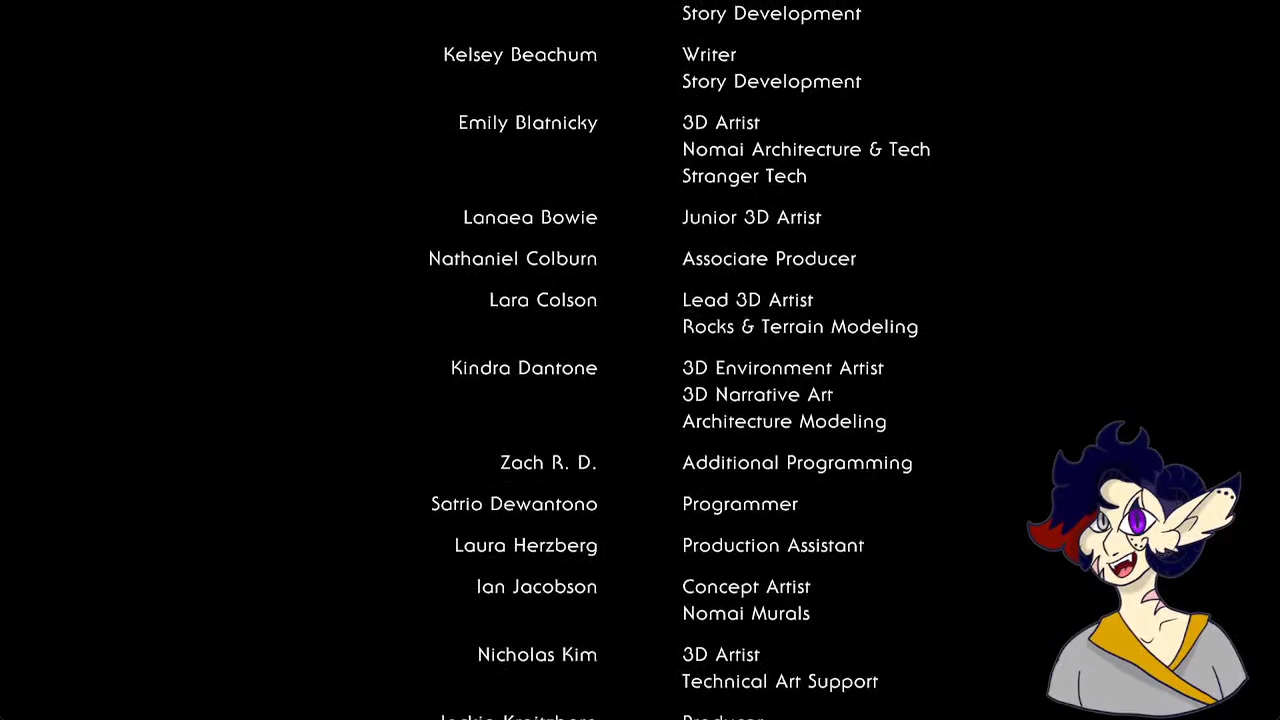 Story Development
Kelsey Beachum Writer
Story Development
Emily Blatnicky 3D Artist
Nomai Architecture & Tech
Stranger Tech
Lanaea Bowie Junior 3D Artist
Nathaniel Colburn Associate Producer
Lara Colson Lead 3D Artist
Rocks & Terrain Modeling
Kindra Dantone 3D Environment Artist
3D Narrative Art
Architecture Modeling
Zach R. D. Additional Programming
Satrio Dewantono Programmer
Laura Herzberg Production Assistant
Ian Jacobson Concept Artist
Nomai Murals
Nicholas Kim 3D Artist
Technical Art Support